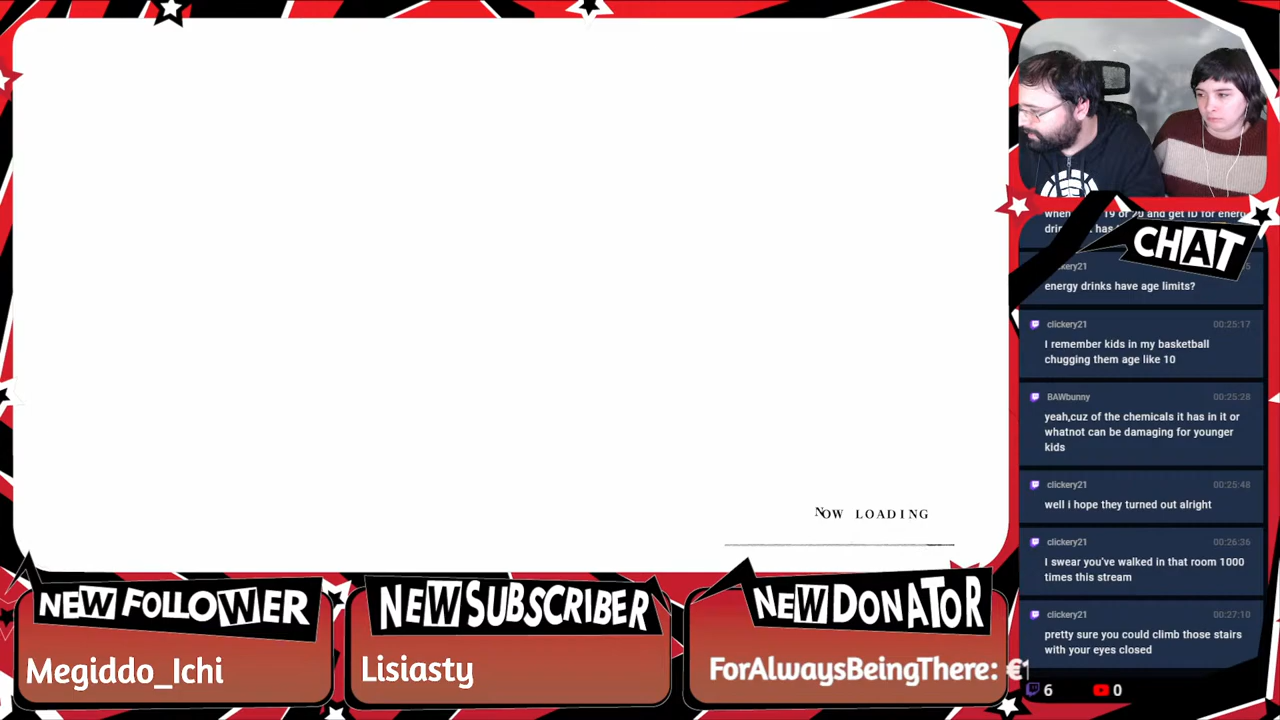 CHAT
energy drinks have age limits?
clickery21 00:25:17
I remember kids in my basketball
chugging them age like 10
BAWbunny 00:25:28
yeah,cuz of the chemicals it has in it or
whatnot can be damaging for younger
kids
clickery21 00:25:48
well i hope they turned out alright
clickery21 00:26:36
I swear you've walked in that room 1000
times this stream
clickery21 00:27:10
pretty sure you could climb those stairs
with your eyes closed
6 0
NOW LOADING
NEW FOLLOWER
Megiddo_Ichi
NEW SUBSCRIBER
Lisiasty
NEW DONATOR
ForAlwaysBeingThere: €1